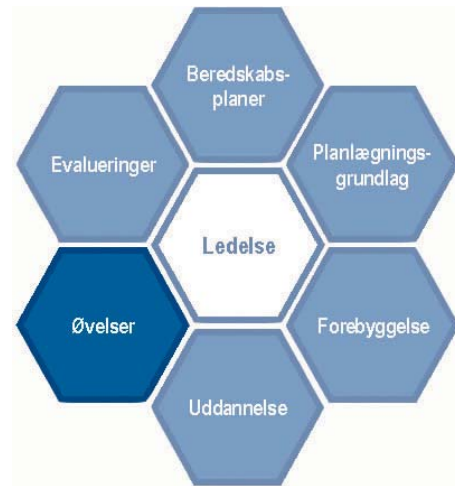 Beredskabs-
planer
Evalueringer
Planlægnings-
grundlag
Ledelse
Øvelser
Forebyggelse
Uddannelse